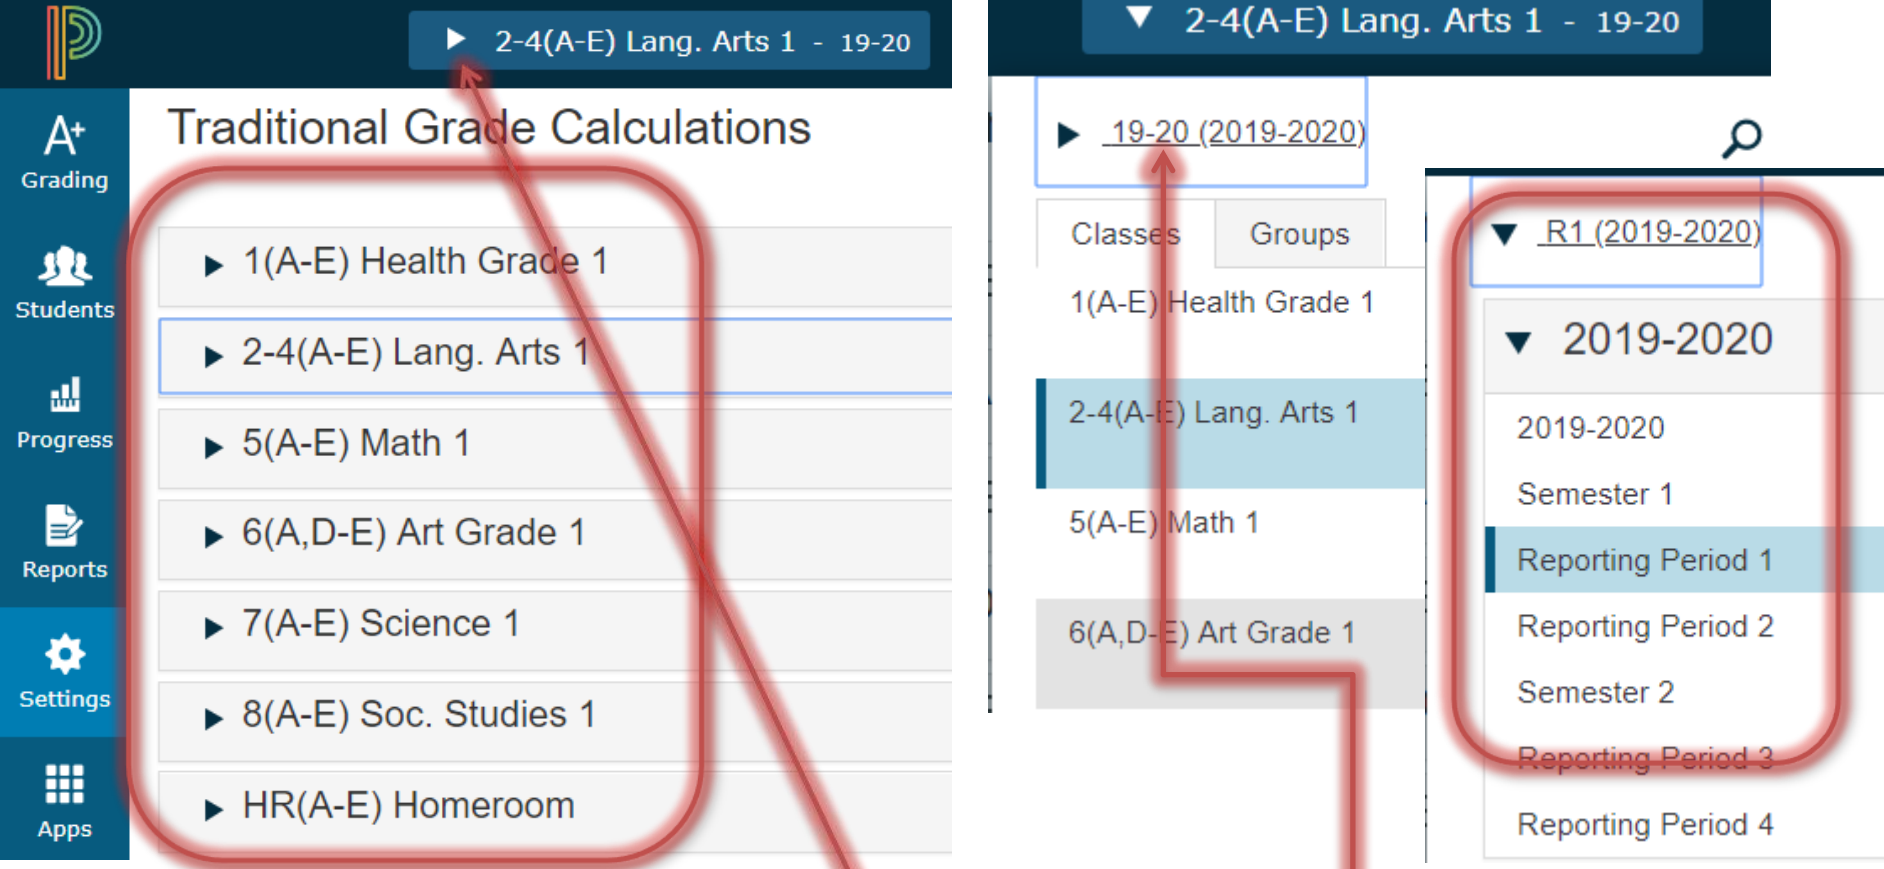 2-4(A-E) Lang. Arts 1 - 19-20
A+
Grading
Students
Progress
Reports
Settings
Apps
Traditional Grade Calculations
1(A-E) Health Grade 1
2-4(A-E) Lang. Arts 1
5(A-E) Math 1
6(A,D-E) Art Grade 1
7(A-E) Science 1
8(A-E) Soc. Studies 1
HR(A-E) Homeroom
2-4(A-E) Lang. Arts 1 - 19-20
19-20 (2019-2020)
Classes Groups
1(A-E) Health Grade 1
2-4(A-E) Lang. Arts 1
5(A-E) Math 1
6(A,D-E) Art Grade 1
R1 (2019-2020)
2019-2020
2019-2020
Semester 1
Reporting Period 1
Reporting Period 2
Semester 2
Reporting Period 3
Reporting Period 4